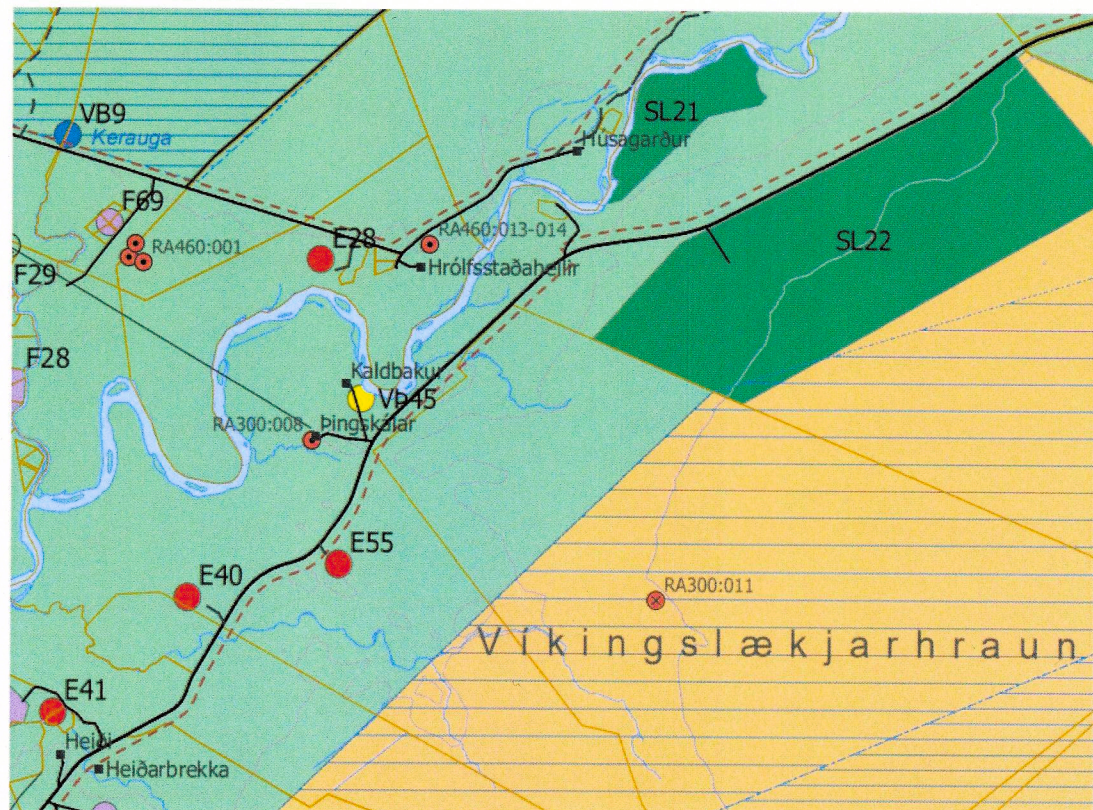 SL21
VB9
Kerauga
Húsagarður
F69
RA460:013-014
E28
SL22
RA460:001
Hrólfsstaðahellir
F29
F28
Kaldbakur
VÞ45
RA300:008
Þingskálar
E55
E40
RA300:011
Víkingslækjarhraun
E41
Heiði
Heiðarbrekka